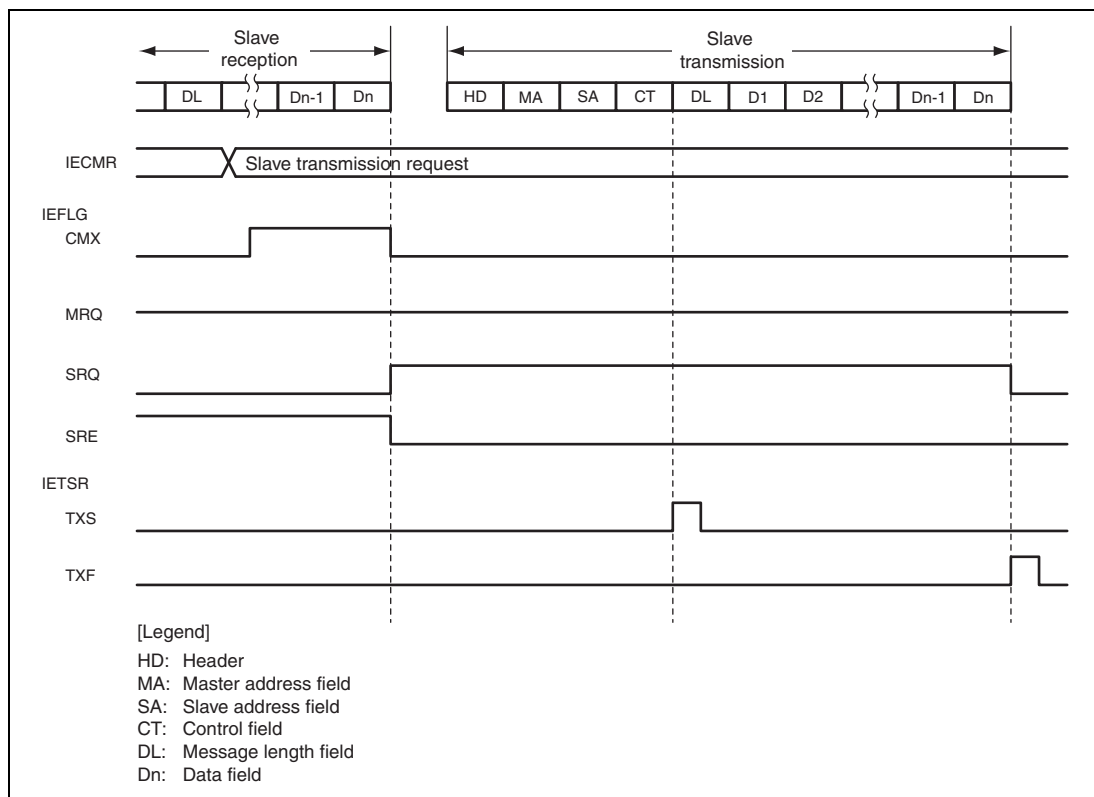 Slave
reception
Slave
transmission
DL Dn-1 Dn HD MA SA CT DL D1 D2 Dn-1 Dn
IECMR Slave transmission request
IEFLG
CMX
MRQ
SRQ
SRE
IETSR
TXS
TXF
[Legend]
HD: Header
MA: Master address field
SA: Slave address field
CT: Control field
DL: Message length field
Dn: Data field